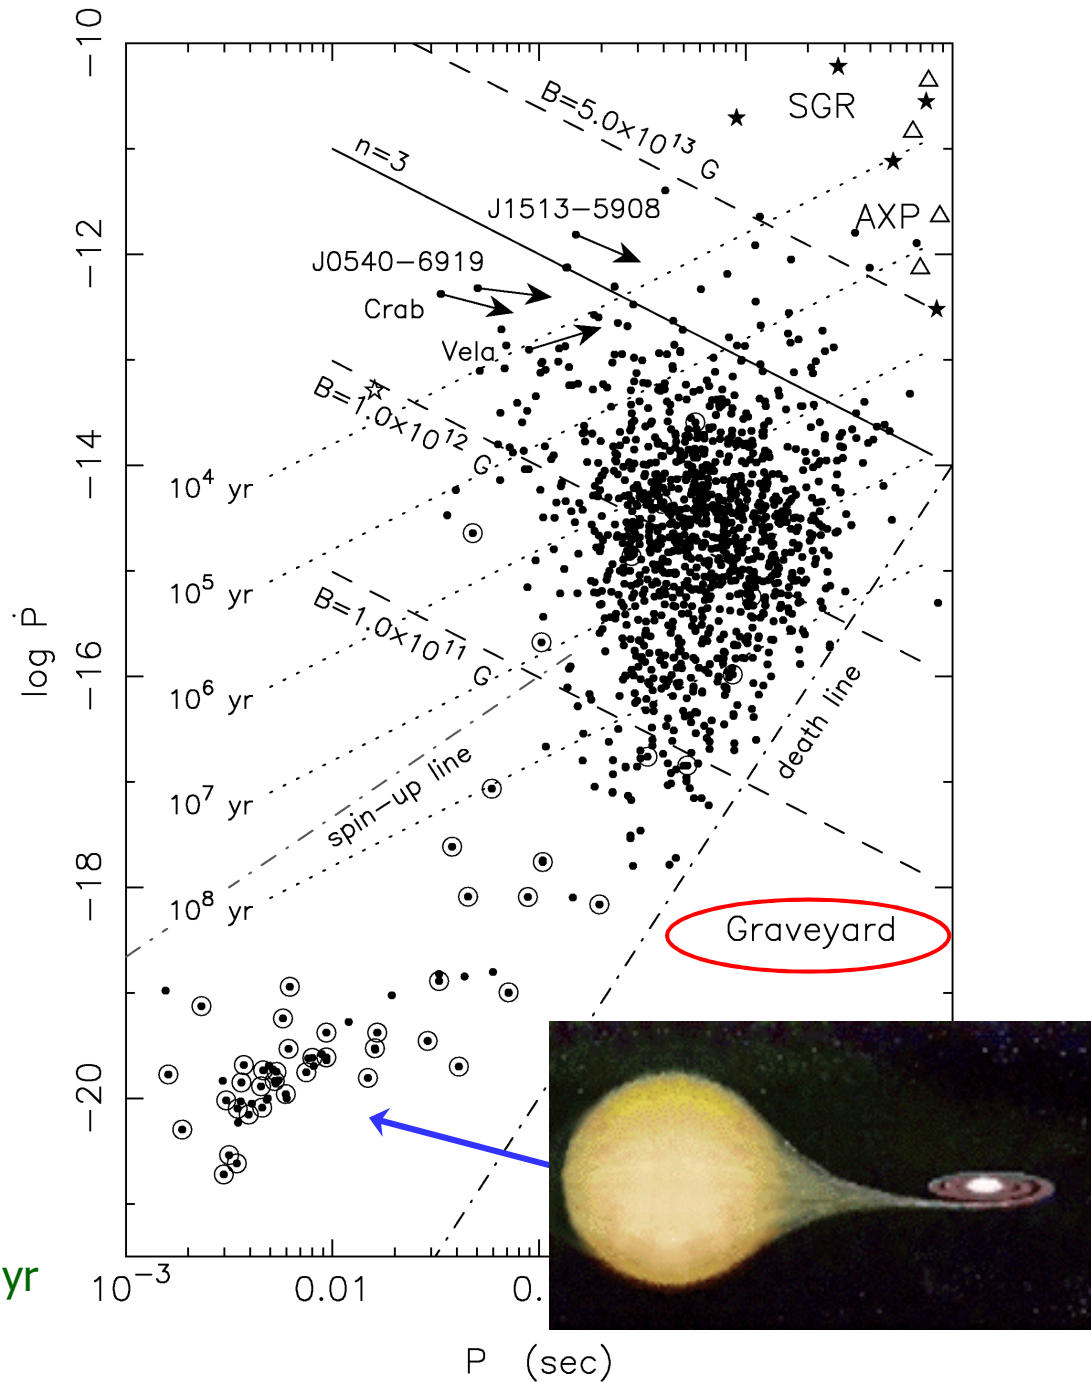 -10
SGR
B=5.0×10¹³ G
n=3
J1513-5908
AXP
-12
J0540-6919
Crab
Vela
B=1.0×10¹² G
-14
10⁴ yr
10⁵ yr
B=1.0×10¹¹ G
log Ṗ
-16
10⁶ yr
death line
spin-up line
10⁷ yr
-18
10⁸ yr
Graveyard
-20
yr
10⁻³
0.01
0.
P (sec)